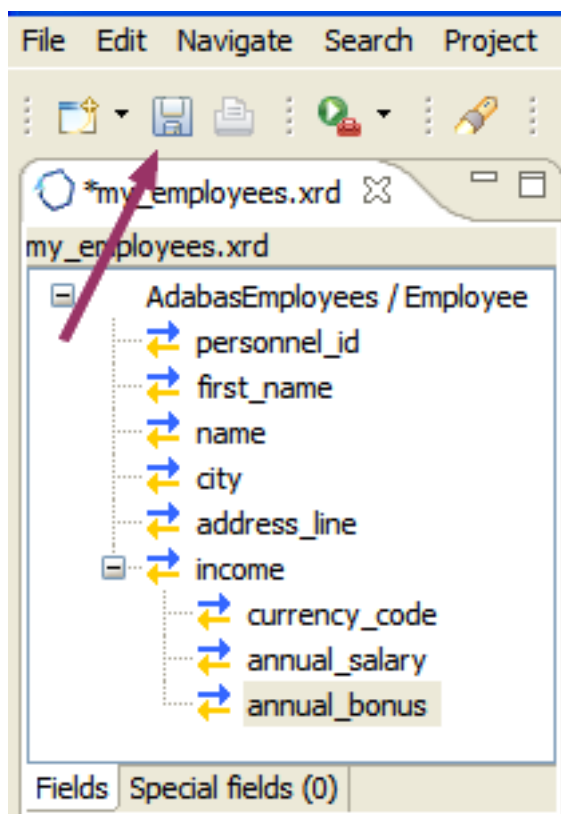 File Edit Navigate Search Project
*my_employees.xrd
my_employees.xrd
AdabasEmployees / Employee
personnel_id
first_name
name
city
address_line
income
currency_code
annual_salary
annual_bonus
Fields Special fields (0)